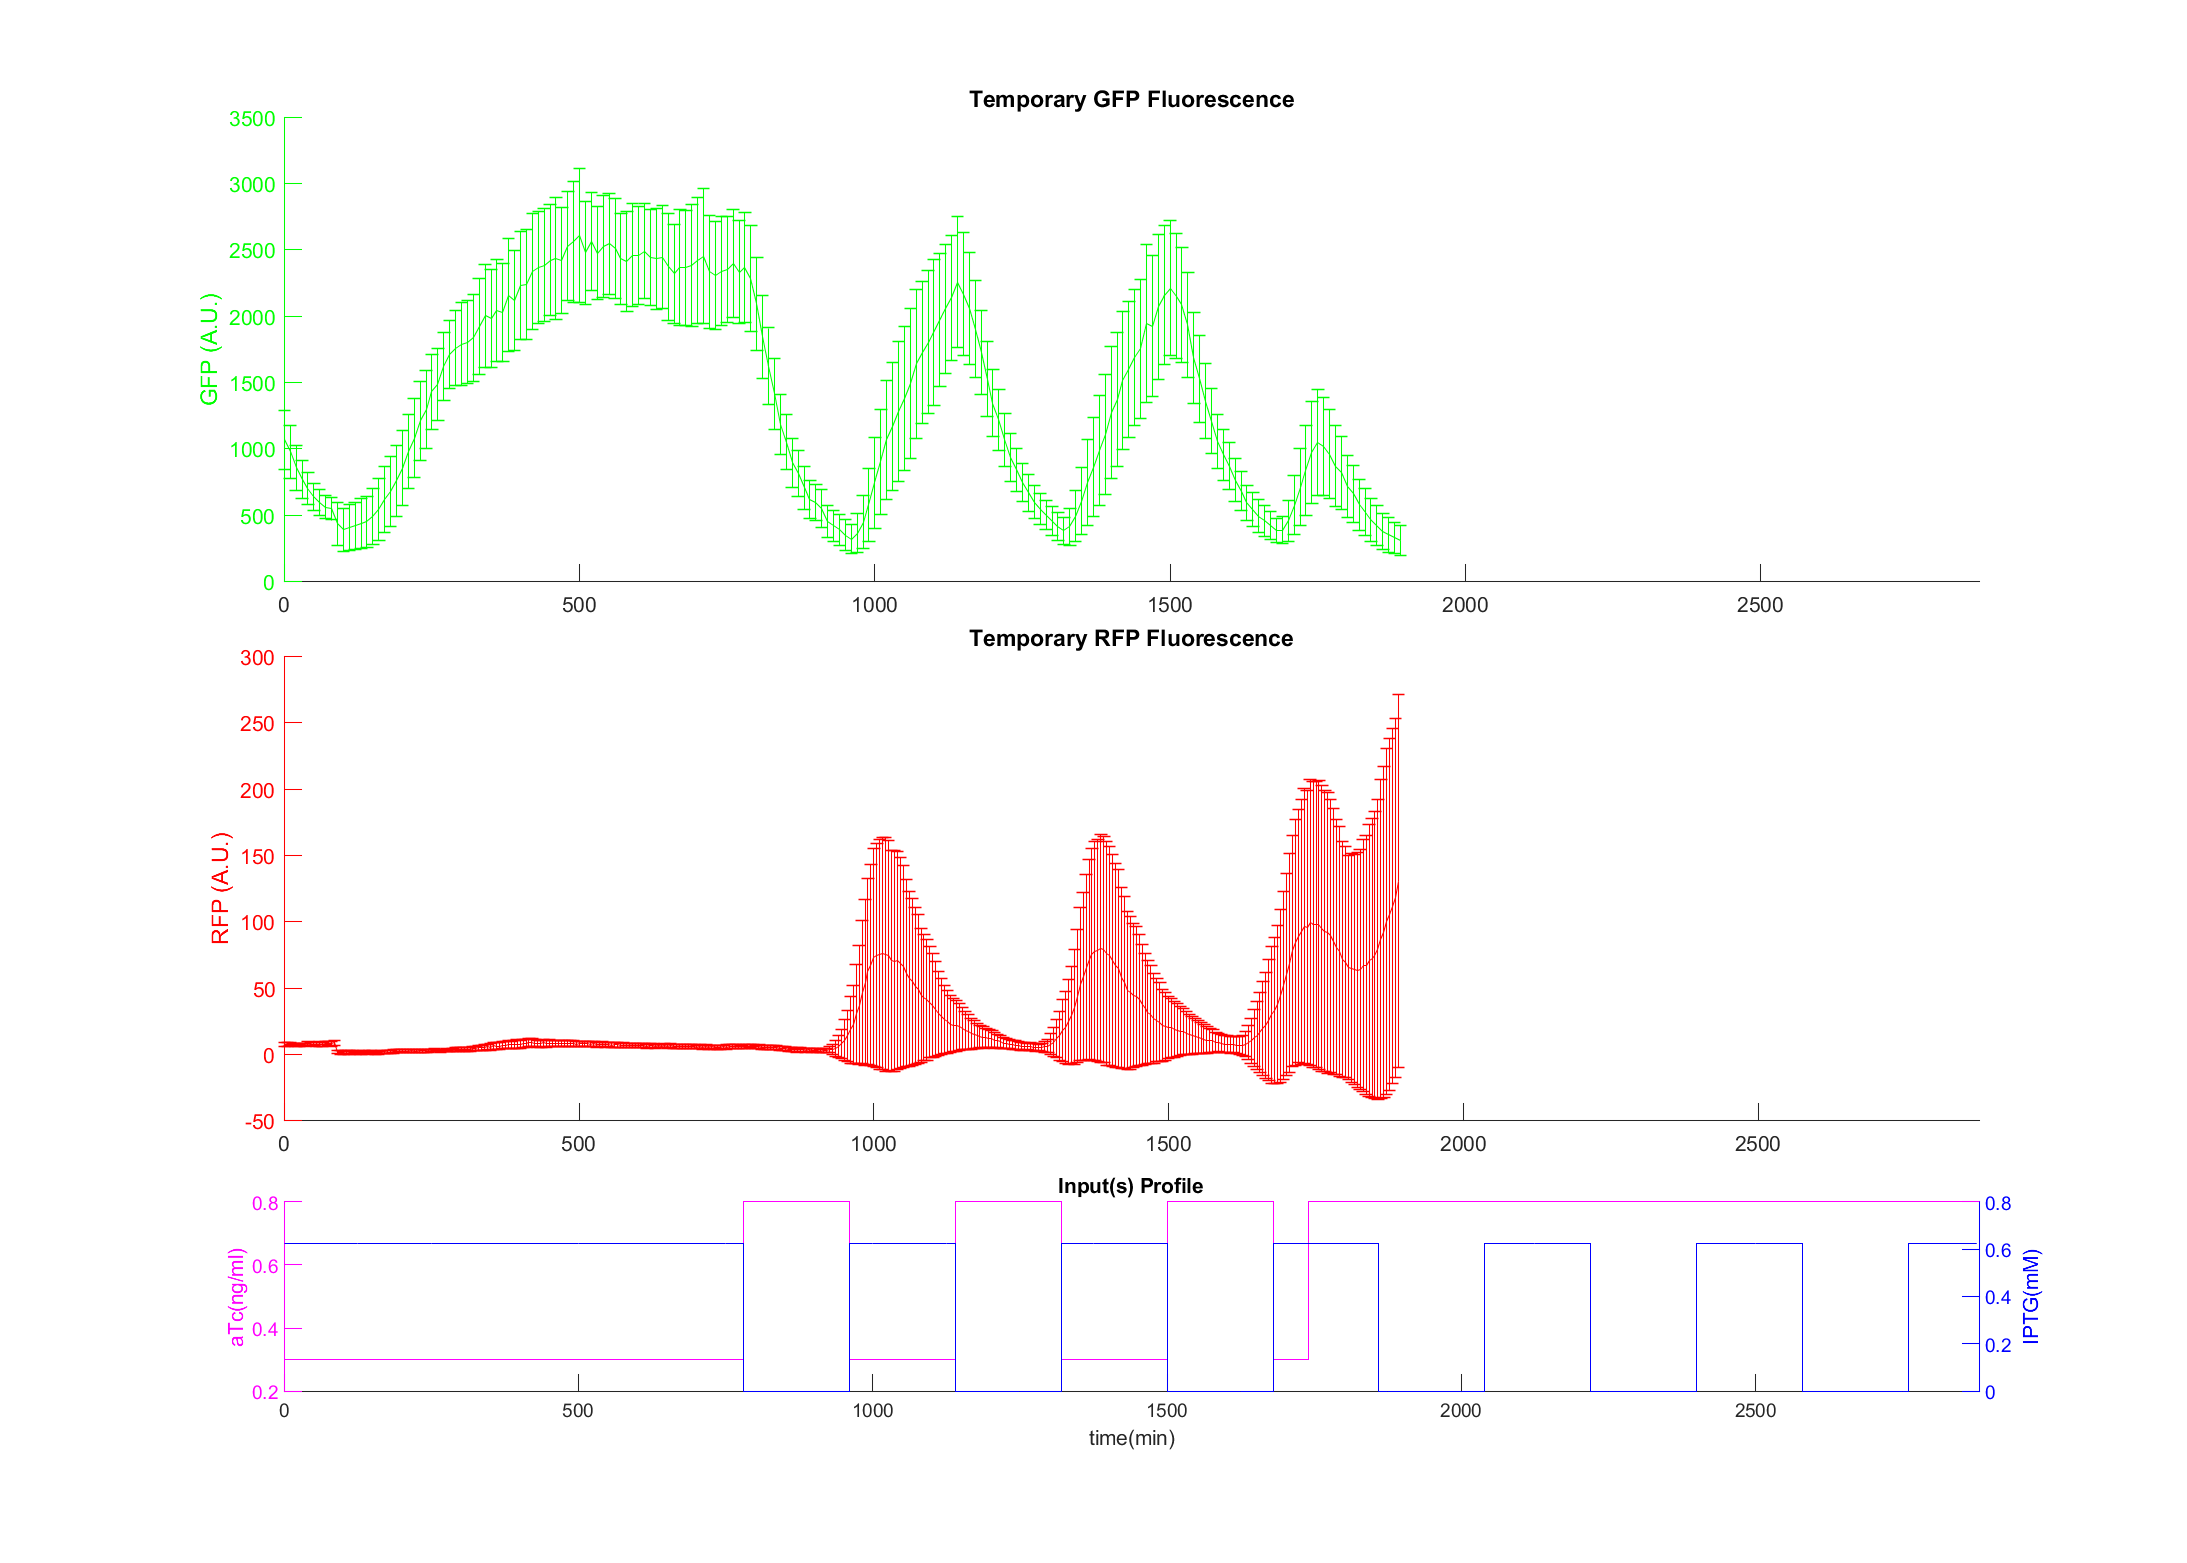 Temporary GFP Fluorescence
GFP (A.U.)
3500
3000
2500
2000
1500
1000
500
0
0 500 1000 1500 2000 2500
Temporary RFP Fluorescence
RFP (A.U.)
300
250
200
150
100
50
0
-50
0 500 1000 1500 2000 2500
Input(s) Profile
aTc(ng/ml)
0.8
0.6
0.4
0.2
0.8
0.6
0.4
0.2
0
IPTG(mM)
0 500 1000 1500 2000 2500
time(min)